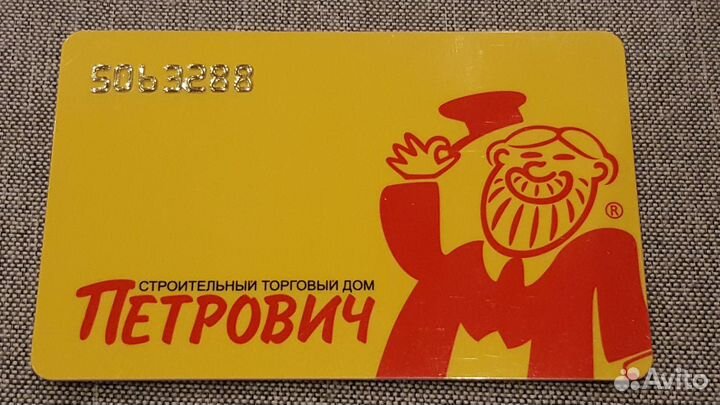 5063288
СТРОИТЕЛЬНЫЙ ТОРГОВЫЙ ДОМ
ПЕТРОВИЧ
®
Avito